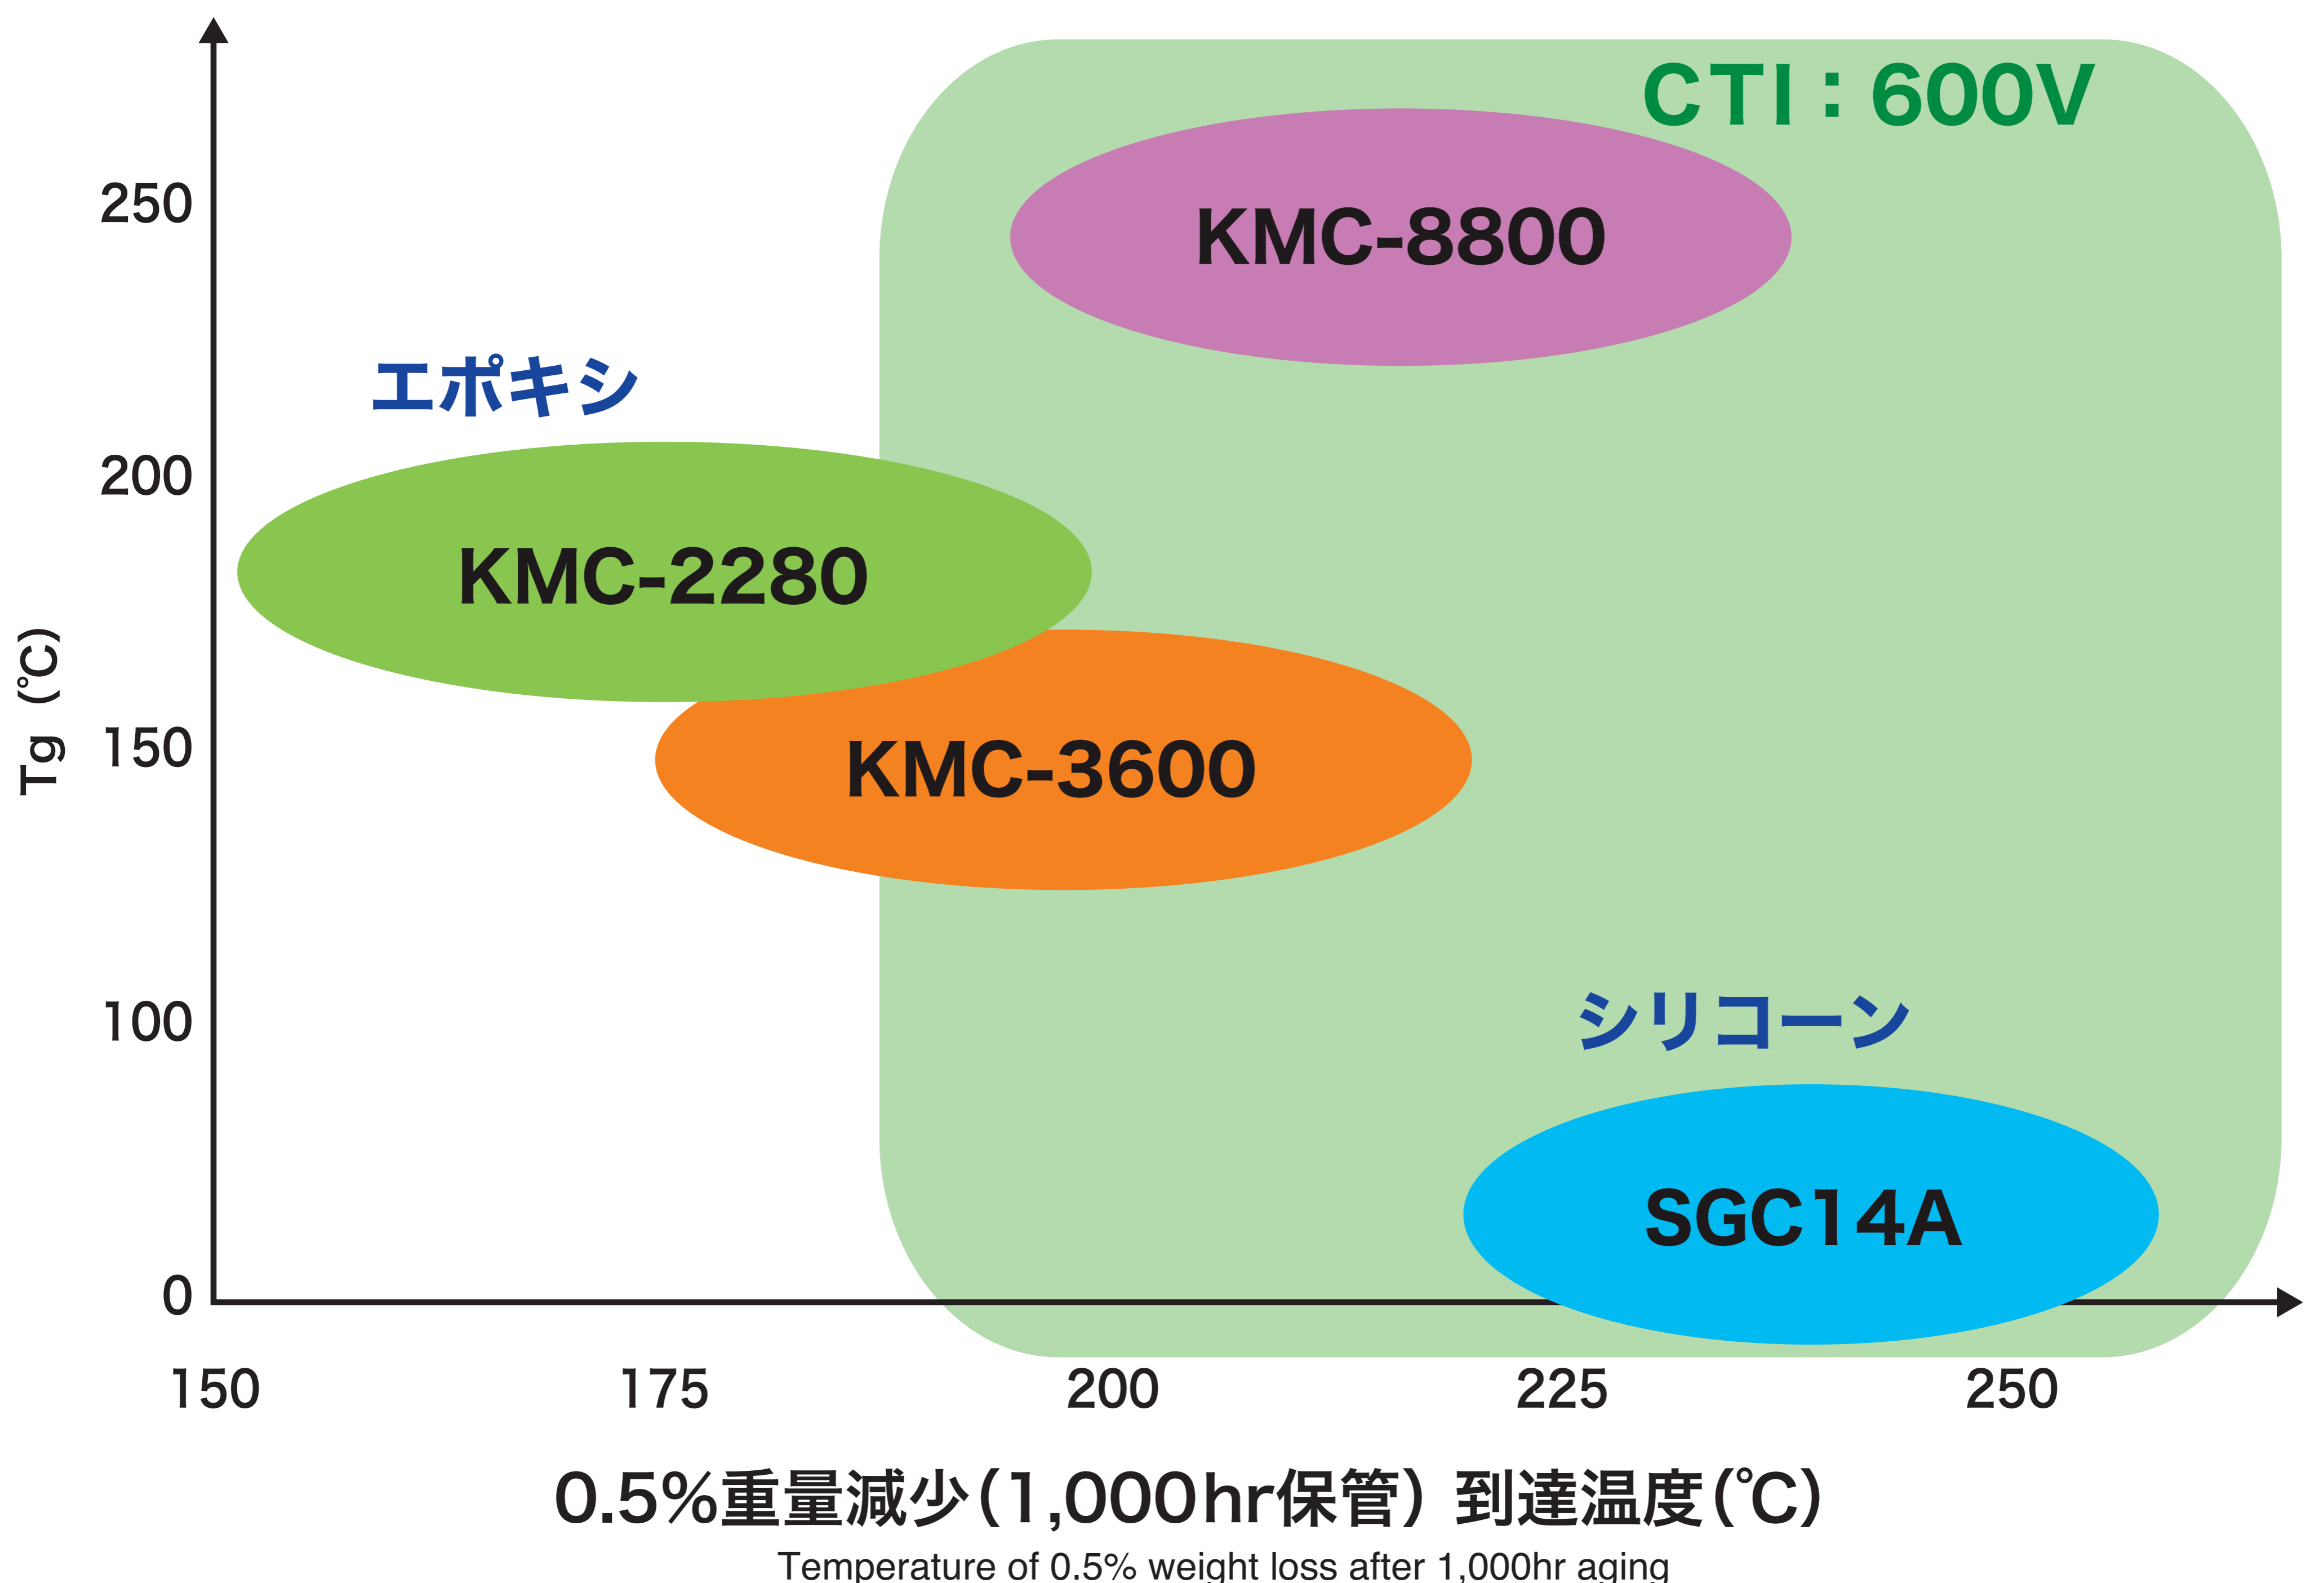 CTI：600V
250
KMC-8800
エポキシ
200
KMC-2280
Tg (℃)
150
KMC-3600
100
シリコーン
SGC14A
0
150 175 200 225 250
0.5%重量減少(1,000hr保管) 到達温度(℃)
Temperature of 0.5% weight loss after 1,000hr aging